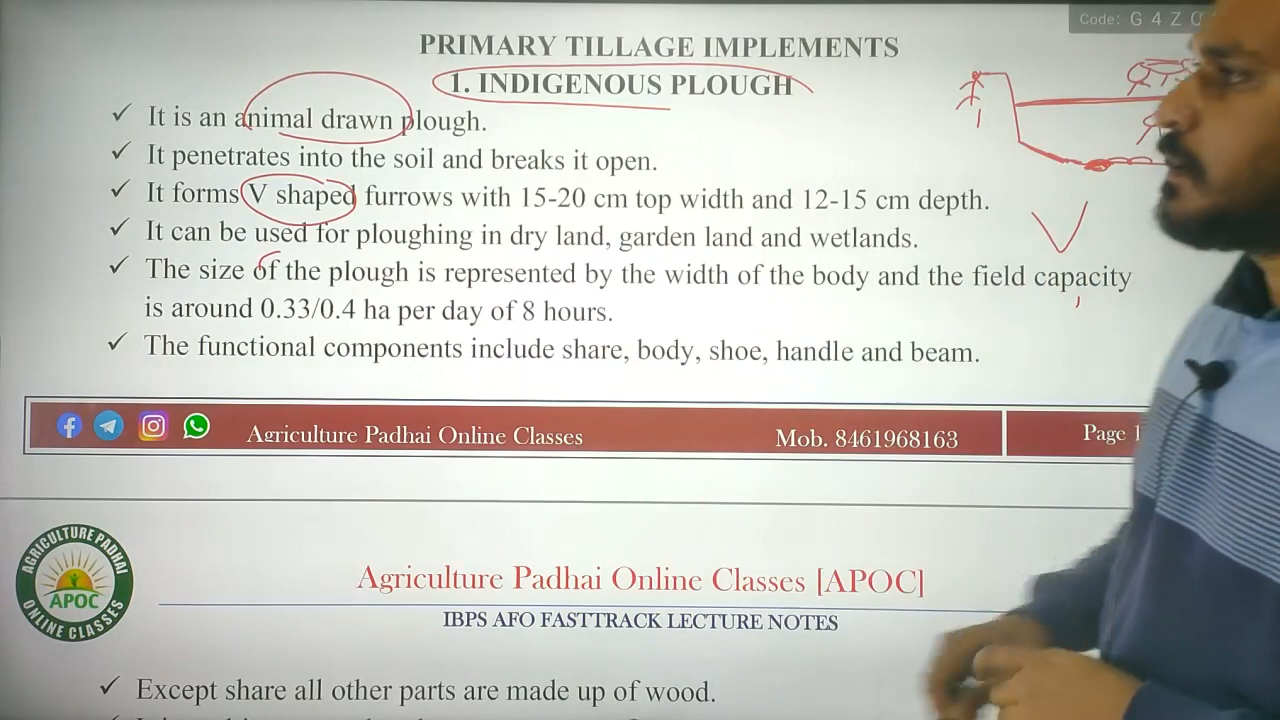 Code: G 4 Z
PRIMARY TILLAGE IMPLEMENTS
1. INDIGENOUS PLOUGH
✓ It is an animal drawn plough.
✓ It penetrates into the soil and breaks it open.
✓ It forms V shaped furrows with 15-20 cm top width and 12-15 cm depth.
✓ It can be used for ploughing in dry land, garden land and wetlands.
✓ The size of the plough is represented by the width of the body and the field capacity
is around 0.33/0.4 ha per day of 8 hours.
✓ The functional components include share, body, shoe, handle and beam.
Agriculture Padhai Online Classes Mob. 8461968163 Page 1
AGRICULTURE PADHAI
APOC
ONLINE CLASSES
Agriculture Padhai Online Classes [APOC]
IBPS AFO FASTTRACK LECTURE NOTES
✓ Except share all other parts are made up of wood.